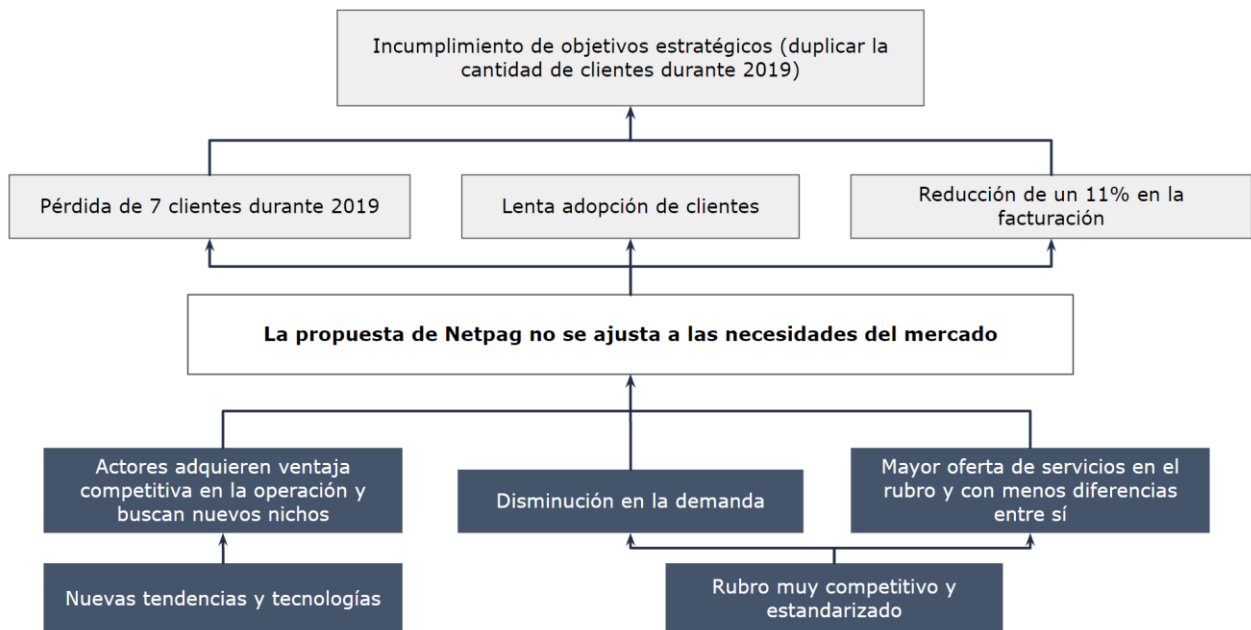 Incumplimiento de objetivos estratégicos (duplicar la
cantidad de clientes durante 2019)
Pérdida de 7 clientes durante 2019
Lenta adopción de clientes
Reducción de un 11% en la
facturación
La propuesta de Netpag no se ajusta a las necesidades del mercado
Actores adquieren ventaja
competitiva en la operación y
buscan nuevos nichos
Disminución en la demanda
Mayor oferta de servicios en el
rubro y con menos diferencias
entre sí
Nuevas tendencias y tecnologías
Rubro muy competitivo y
estandarizado